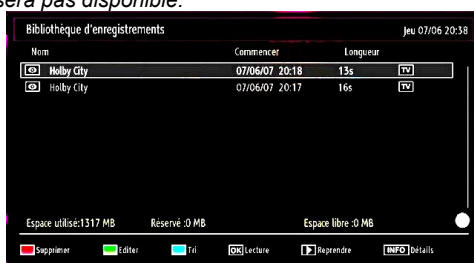 sera pas disponible.
Bibliothèque d'enregistrements Jeu 07/06 20:38
Nom Commencer Longueur
Holby City 07/06/07 20:18 13s TV
Holby City 07/06/07 20:17 16s TV
Espace utilisé:1317 MB Réservé :0 MB Espace libre :0 MB
Supprimer Editer Tri OK Lecture Reprendre INFO Détails